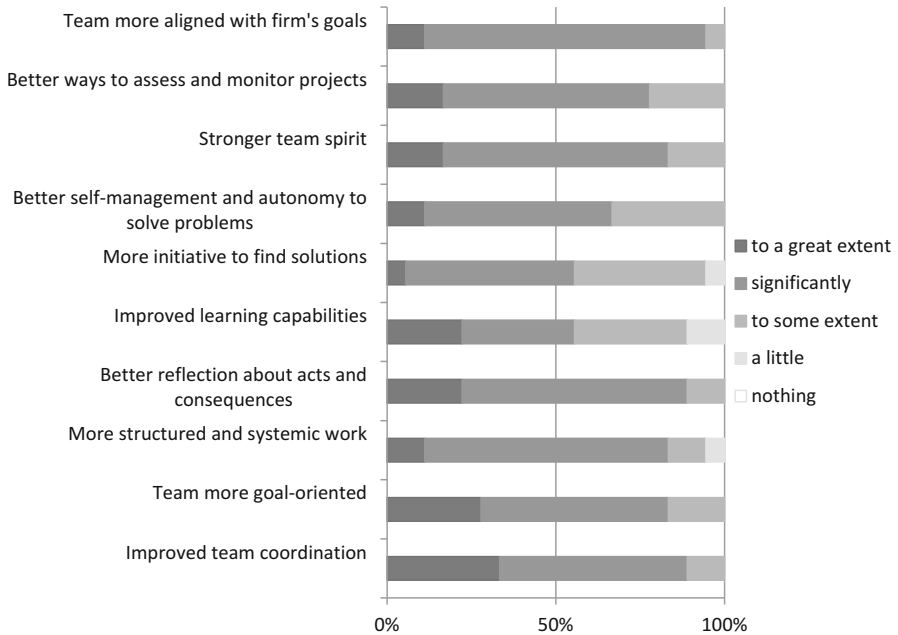 Team more aligned with firm's goals
Better ways to assess and monitor projects
Stronger team spirit
Better self-management and autonomy to
solve problems
More initiative to find solutions
Improved learning capabilities
Better reflection about acts and
consequences
More structured and systemic work
Team more goal-oriented
Improved team coordination
0%
50%
100%
to a great extent
significantly
to some extent
a little
nothing